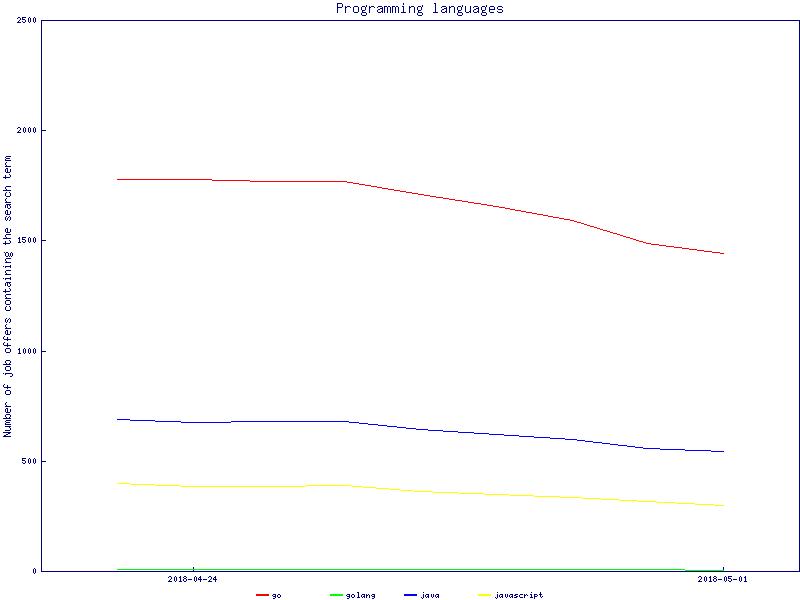 Programming languages
Number of job offers containing the search term
2500
2000
1500
1000
500
0
2018-04-24 2018-05-01
go golang java javascript